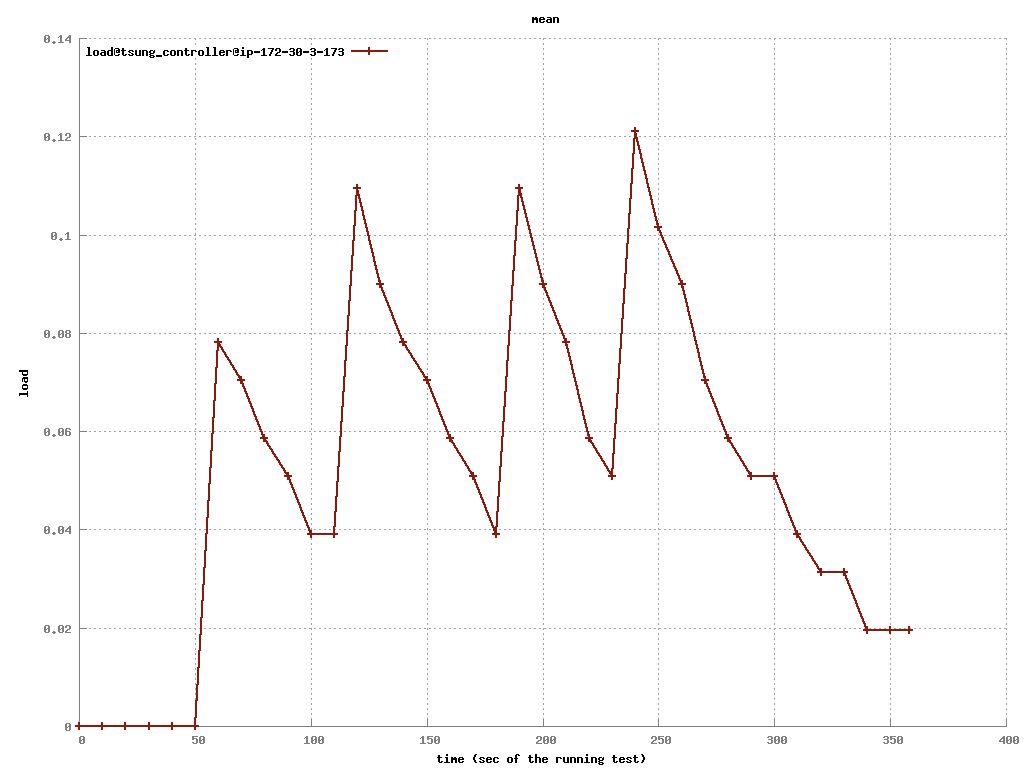 mean
load@tsung_controller@ip-172-30-3-173
0.14
0.12
0.1
0.08
0.06
0.04
0.02
0
load
0 50 100 150 200 250 300 350 400
time (sec of the running test)